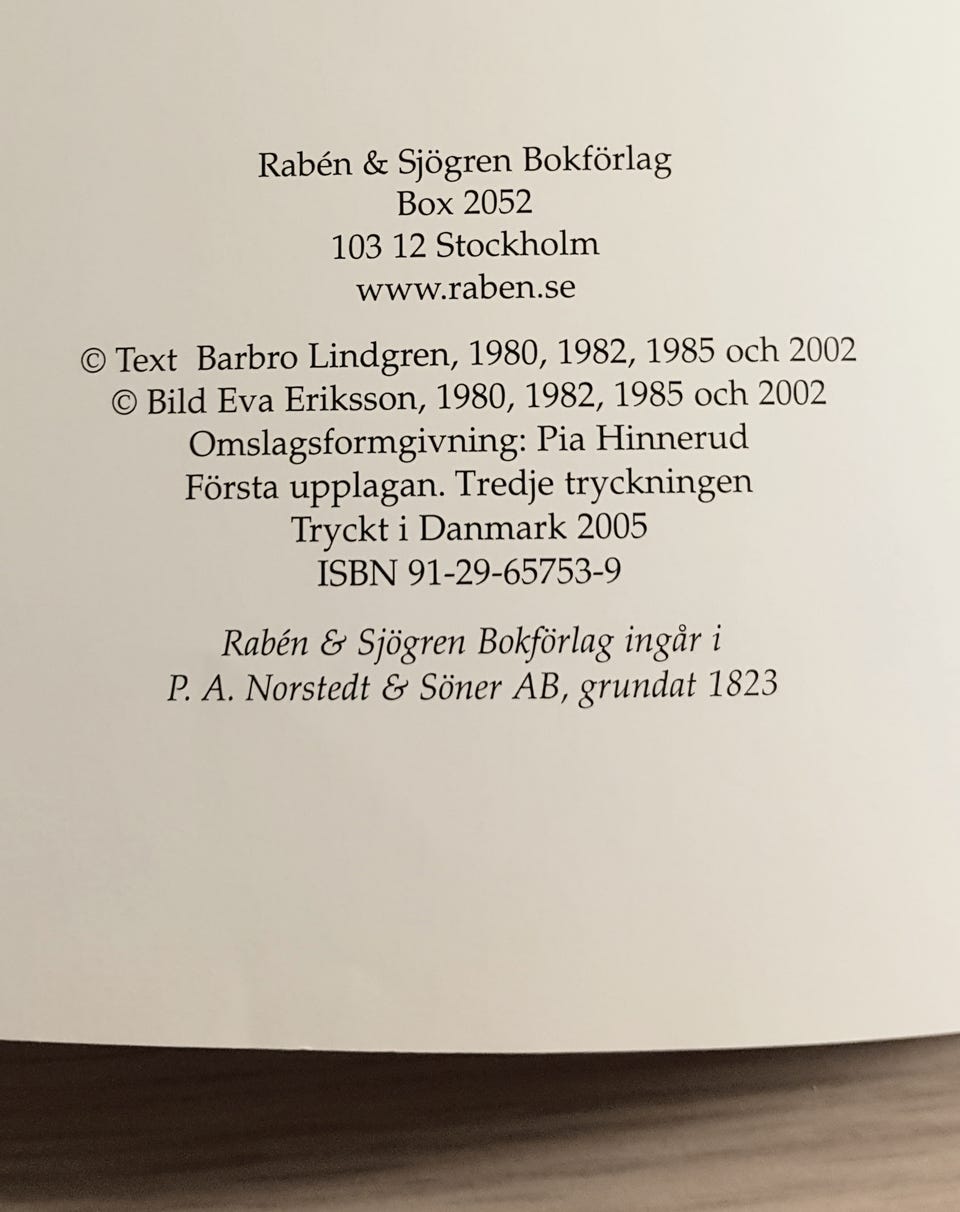 Rabén & Sjögren Bokförlag
Box 2052
103 12 Stockholm
www.raben.se
© Text Barbro Lindgren, 1980, 1982, 1985 och 2002
© Bild Eva Eriksson, 1980, 1982, 1985 och 2002
Omslagsformgivning: Pia Hinnerud
Första upplagan. Tredje tryckningen
Tryckt i Danmark 2005
ISBN 91-29-65753-9
Rabén & Sjögren Bokförlag ingår i
P. A. Norstedt & Söner AB, grundat 1823